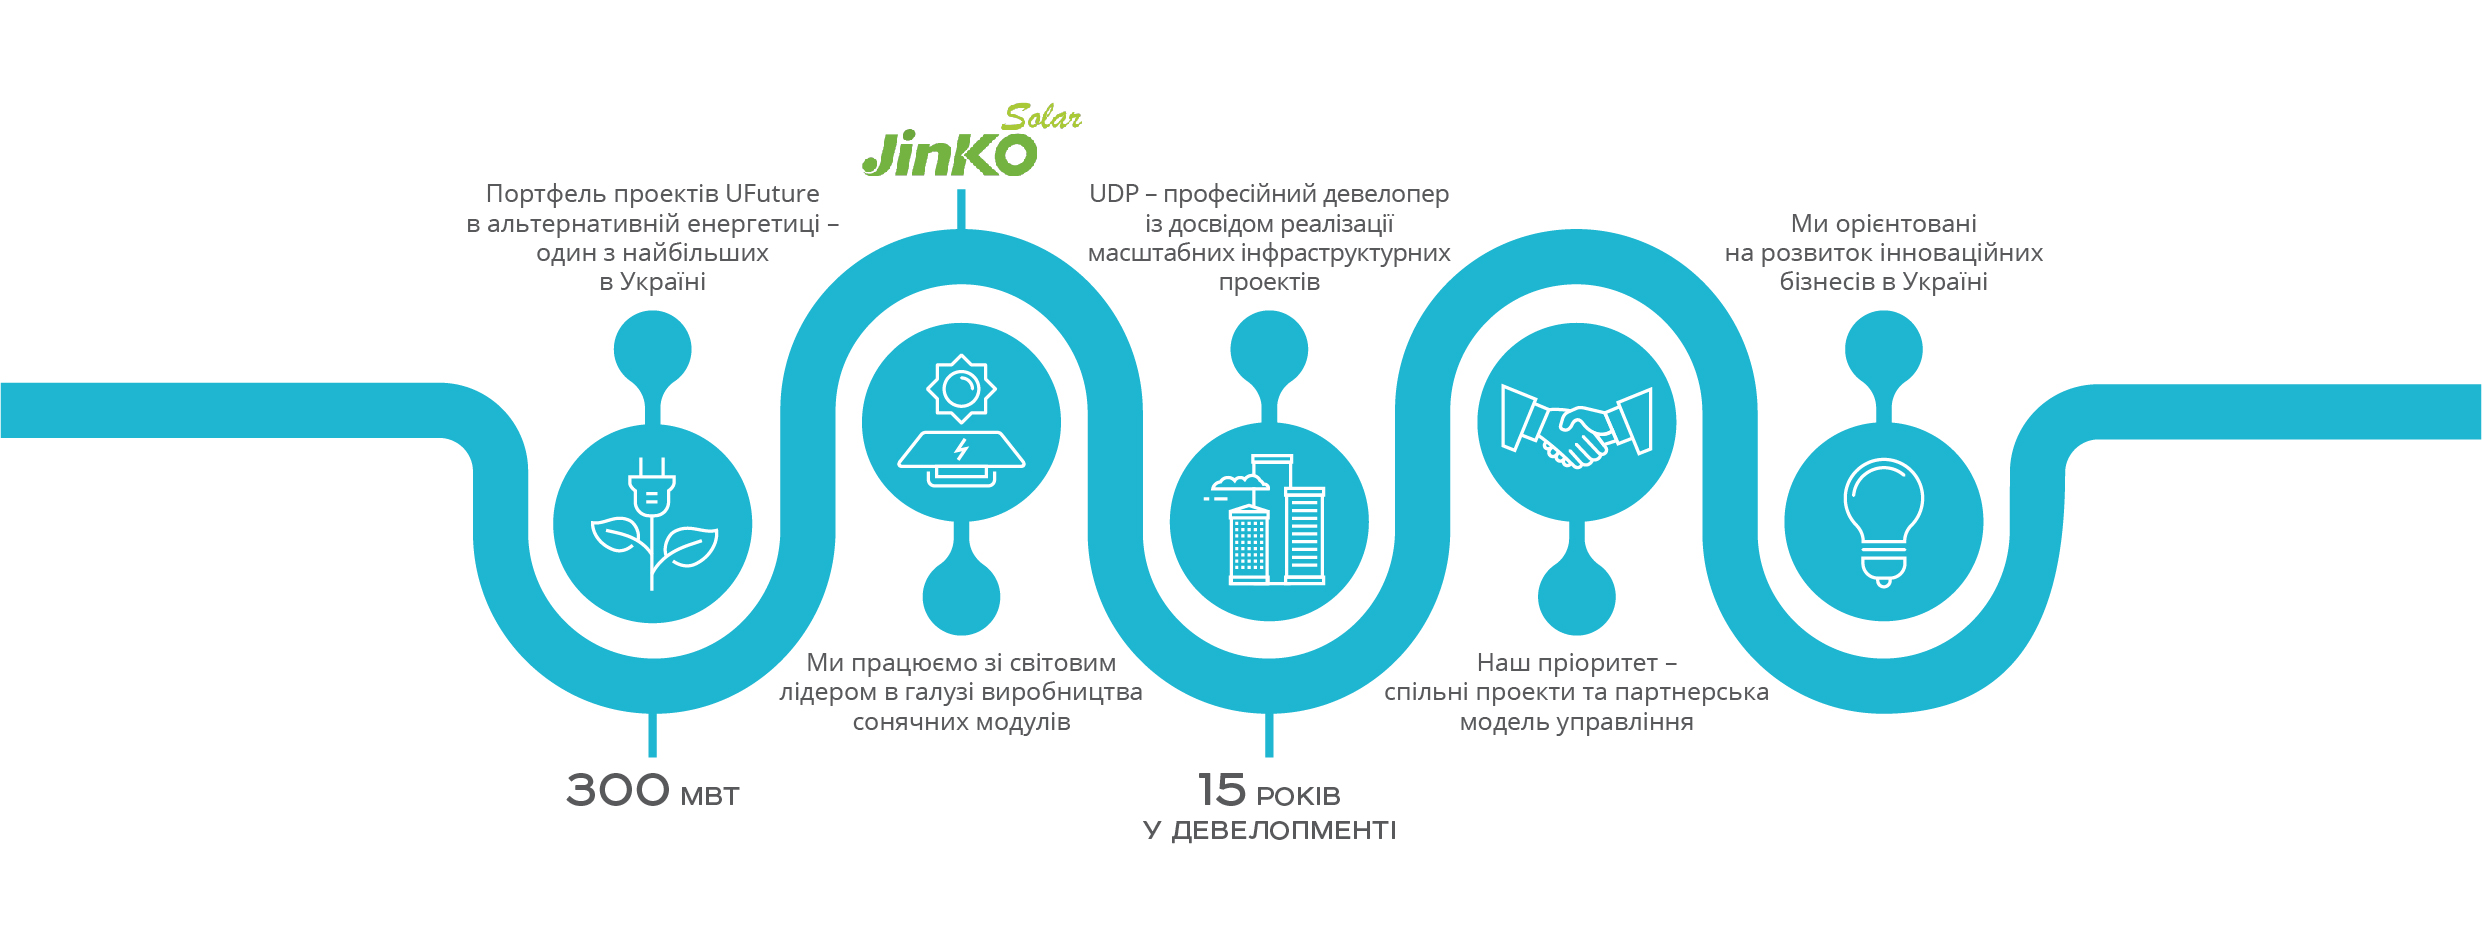 Портфель проектів UFuture
в альтернативній енергетиці –
один з найбільших
в Україні
300 МВТ
Solar
JinKO
Ми працюємо зі світовим
лідером в галузі виробництва
сонячних модулів
UDP – професійний девелопер
із досвідом реалізації
масштабних інфраструктурних
проектів
15 РОКІВ
У ДЕВЕЛОПМЕНТІ
Наш пріоритет –
спільні проекти та партнерська
модель управління
Ми орієнтовані
на розвиток інноваційних
бізнесів в Україні